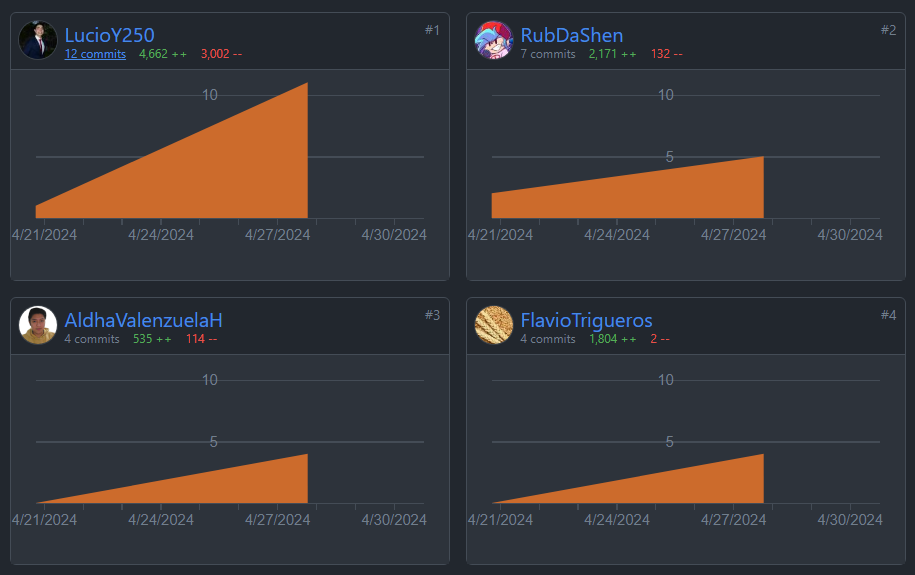 LucioY250
#1
12 commits 4,662 ++ 3,002 --
10
4/21/2024 4/24/2024 4/27/2024 4/30/2024
RubDaShen
#2
7 commits 2,171 ++ 132 --
10
5
4/21/2024 4/24/2024 4/27/2024 4/30/2024
AldhaValenzuelaH
#3
4 commits 535 ++ 114 --
10
5
4/21/2024 4/24/2024 4/27/2024 4/30/2024
FlavioTrigueros
#4
4 commits 1,804 ++ 2 --
10
5
4/21/2024 4/24/2024 4/27/2024 4/30/2024